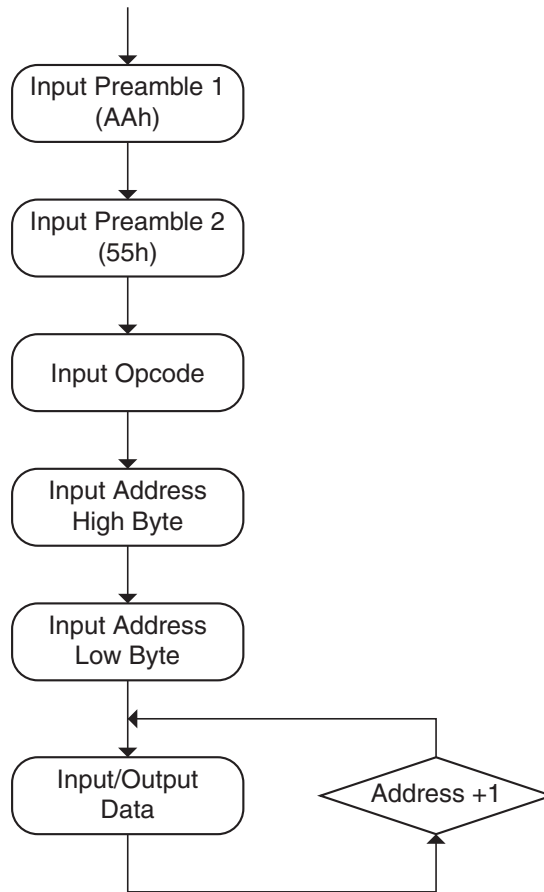 Input Preamble 1
(AAh)
Input Preamble 2
(55h)
Input Opcode
Input Address
High Byte
Input Address
Low Byte
Input/Output
Data
Address +1